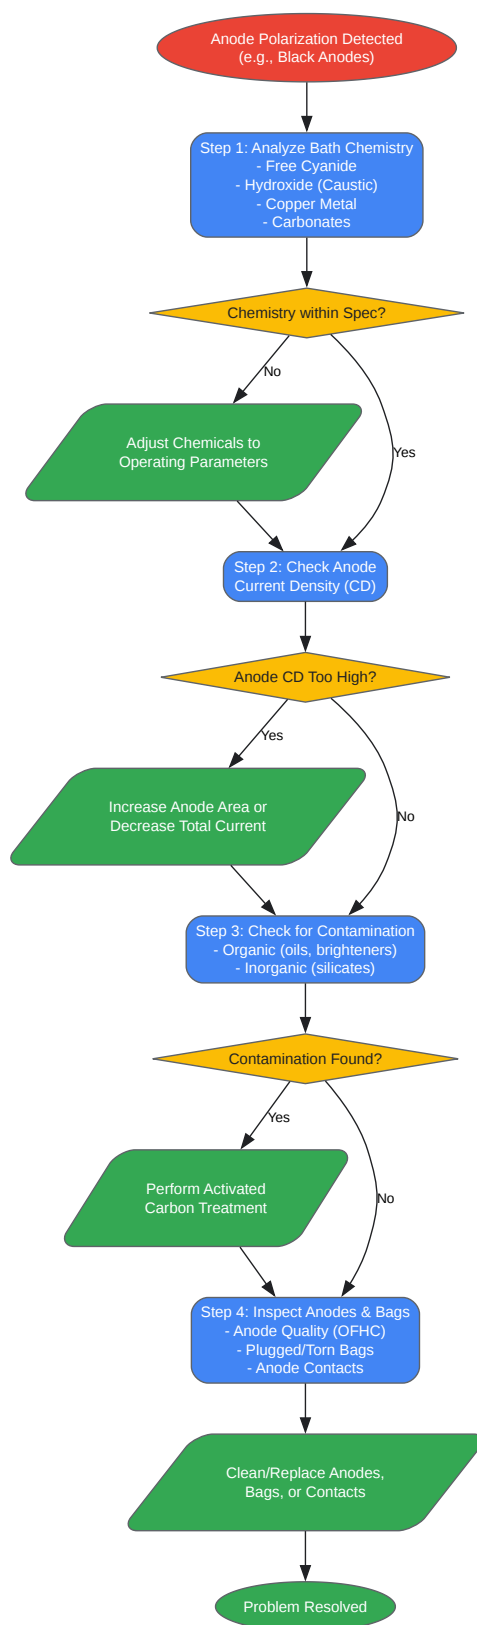 Anode Polarization Detected
(e.g., Black Anodes)
Step 1: Analyze Bath Chemistry
- Free Cyanide
- Hydroxide (Caustic)
- Copper Metal
- Carbonates
Chemistry within Spec?
No
Adjust Chemicals to
Operating Parameters
Yes
Step 2: Check Anode
Current Density (CD)
Anode CD Too High?
Yes
Increase Anode Area or
Decrease Total Current
No
Step 3: Check for Contamination
- Organic (oils, brighteners)
- Inorganic (silicates)
Contamination Found?
Yes
Perform Activated
Carbon Treatment
No
Step 4: Inspect Anodes & Bags
- Anode Quality (OFHC)
- Plugged/Torn Bags
- Anode Contacts
Clean/Replace Anodes,
Bags, or Contacts
Problem Resolved